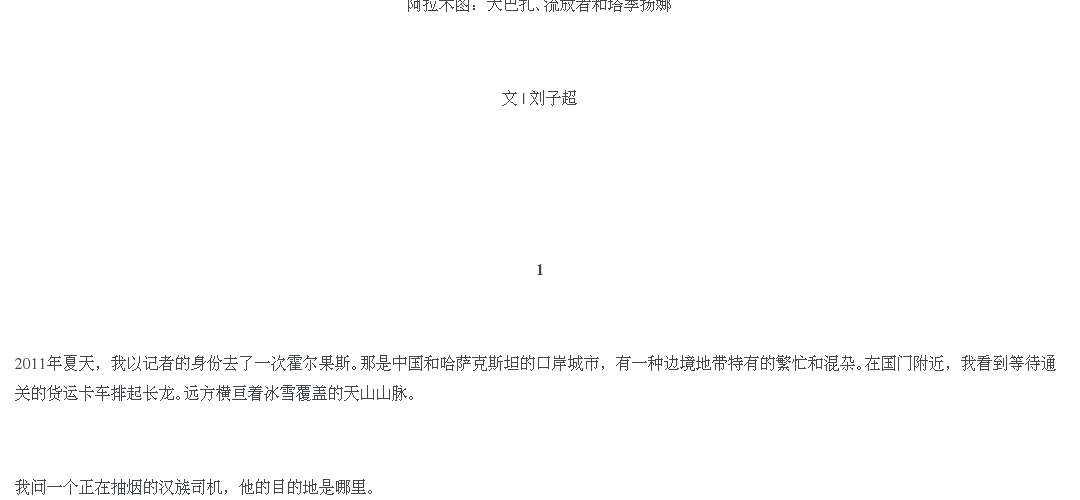 阿拉木图：大巴扎、流放者和塔季扬娜
文 | 刘子超
1
2011年夏天，我以记者的身份去了一次霍尔果斯。那是中国和哈萨克斯坦的口岸城市，有一种边境地带特有的繁忙和混杂。在国门附近，我看到等待通
关的货运卡车排起长龙。远方横亘着冰雪覆盖的天山山脉。
我问一个正在抽烟的汉族司机，他的目的地是哪里。